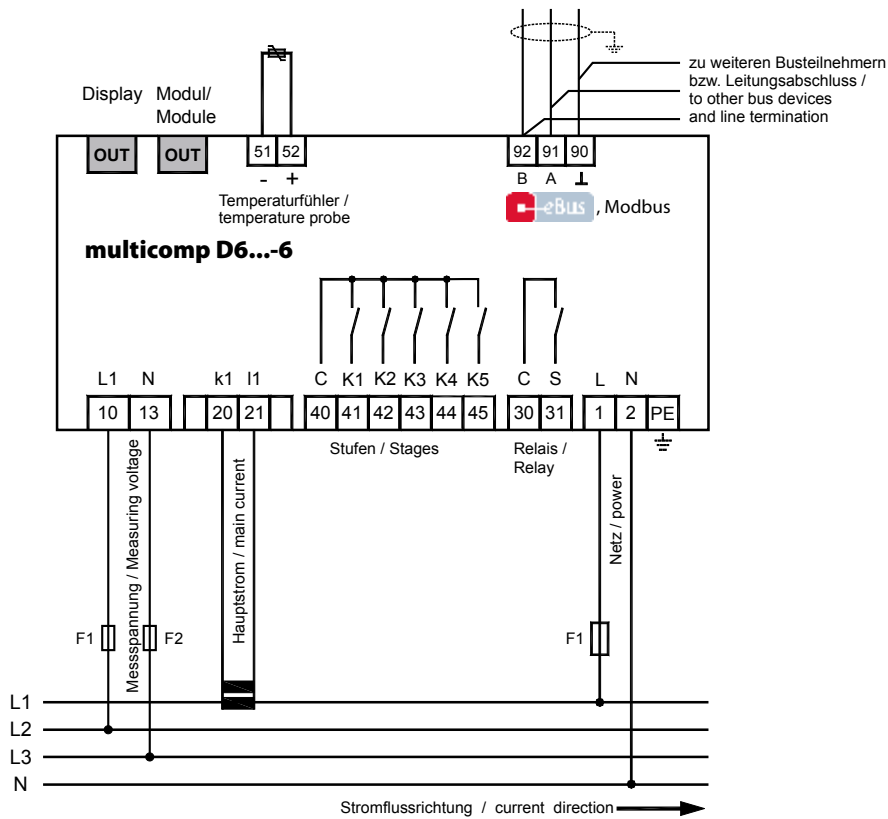 zu weiteren Busteilnehmern
bzw. Leitungsabschluss /
to other bus devices
and line termination
Display Modul/
Module
OUT OUT 51 52 92 91 90
- + B A ⊥
Temperaturfühler /
temperature probe
eBus , Modbus
multicomp D6...-6
L1 N k1 l1 C K1 K2 K3 K4 K5 C S L N
10 13 20 21 40 41 42 43 44 45 30 31 1 2 PE
Stufen / Stages
Relais /
Relay
Messspannung / Measuring voltage
Hauptstrom / main current
Netz / power
F1 F2 F1
L1
L2
L3
N
Stromflussrichtung / current direction